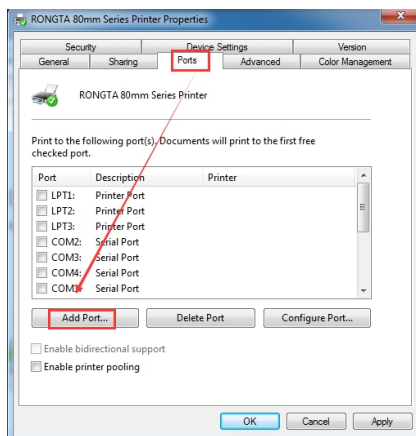 RONGTA 80mm Series Printer Properties
Security Device Settings Version
General Sharing Ports Advanced Color Management
RONGTA 80mm Series Printer
Print to the following port(s). Documents will print to the first free
checked port.
Port Description Printer
LPT1: Printer Port
LPT2: Printer Port
LPT3: Printer Port
COM2: Serial Port
COM3: Serial Port
COM4: Serial Port
Serial Port
Add Port... Delete Port Configure Port...
Enable bidirectional support
Enable printer pooling
OK Cancel Apply